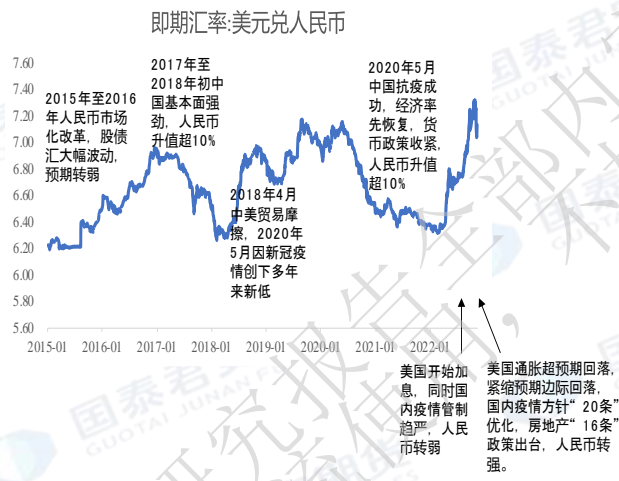 即期汇率:美元兑人民币
7.60
7.40
7.20
7.00
6.80
6.60
6.40
6.20
6.00
5.80
5.60
2015-01
2016-01
2017-01
2018-01
2019-01
2020-01
2021-01
2022-01
2015年至2016
年人民币市场
化改革，股债
汇大幅波动，
预期转弱
2017年至
2018年初中
国基本面强
劲，人民币
升值超10%
2018年4月
中美贸易摩
擦，2020年
5月因新冠疫
情创下多年
来新低
2020年5月
中国抗疫成
功，经济率
先恢复，货
币政策收紧，
人民币升值
超10%
美国开始加
息，同时国
内疫情管制
趋严，人民
币转弱
美国通胀超预期回落，
紧缩预期边际回落，
国内疫情方针“20条”
优化，房地产“16条”
政策出台，人民币转
强。
国泰君安
国泰君